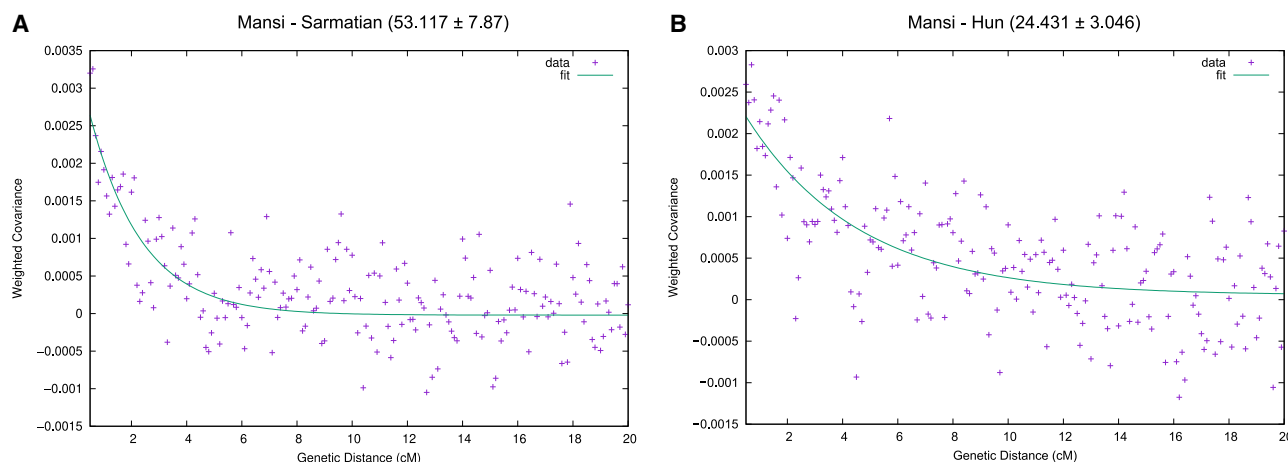 A
Mansi - Sarmatian (53.117 ± 7.87)
0.0035
0.003
0.0025
0.002
0.0015
0.001
0.0005
0
−0.0005
−0.001
−0.0015
Weighted Covariance
data
fit
2 4 6 8 10 12 14 16 18 20
Genetic Distance (cM)
B
Mansi - Hun (24.431 ± 3.046)
0.003
0.0025
0.002
0.0015
0.001
0.0005
0
−0.0005
−0.001
−0.0015
Weighted Covariance
data
fit
2 4 6 8 10 12 14 16 18 20
Genetic Distance (cM)